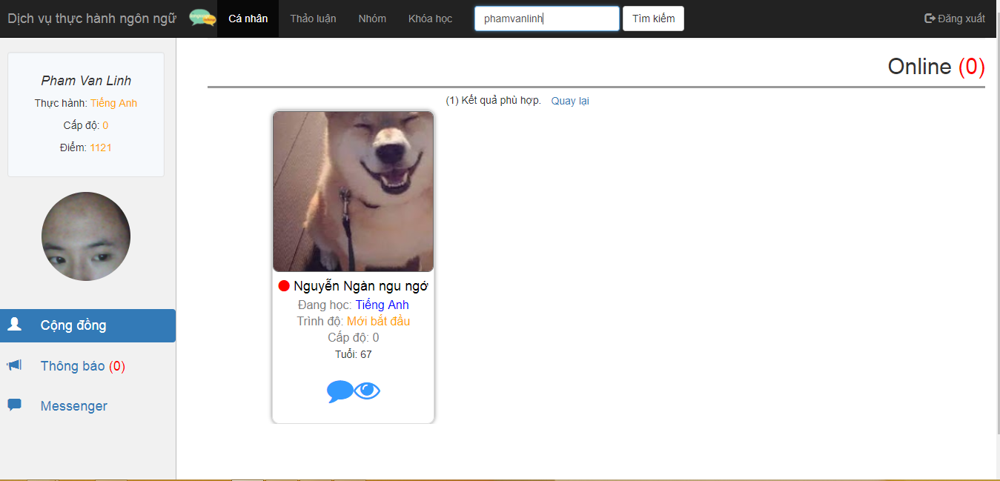 Dịch vụ thực hành ngôn ngữ Cá nhân Thảo luận Nhóm Khóa học phamvanlinh Tìm kiếm Đăng xuất
Pham Van Linh
Thực hành: Tiếng Anh
Cấp độ: 0
Điểm: 1121
Cộng đồng
Thông báo (0)
Messenger
Online (0)
(1) Kết quả phù hợp. Quay lại
Nguyễn Ngàn ngu ngớ
Đang học: Tiếng Anh
Trình độ: Mới bắt đầu
Cấp độ: 0
Tuổi: 67